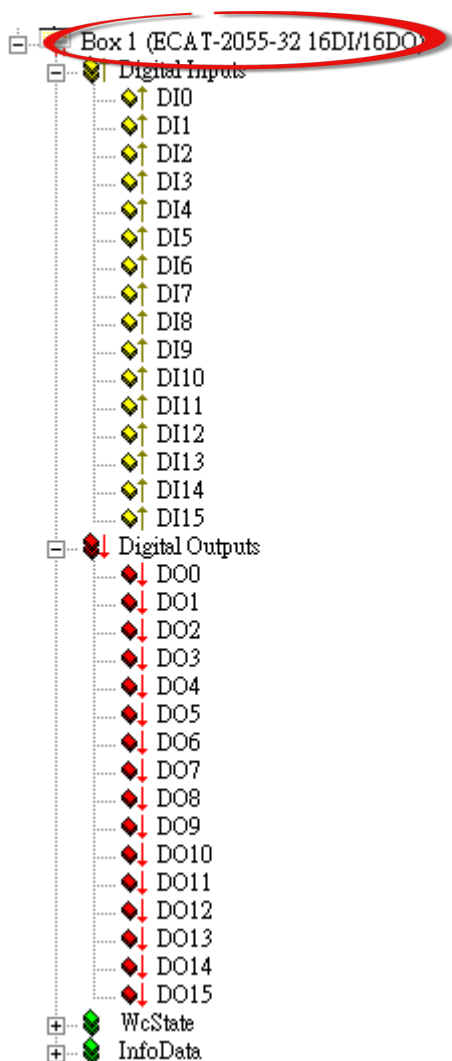 Box 1 (ECAT-2055-32 16DI/16DO)
Digital Inputs
DI0
DI1
DI2
DI3
DI4
DI5
DI6
DI7
DI8
DI9
DI10
DI11
DI12
DI13
DI14
DI15
Digital Outputs
DO0
DO1
DO2
DO3
DO4
DO5
DO6
DO7
DO8
DO9
DO10
DO11
DO12
DO13
DO14
DO15
WcState
InfoData